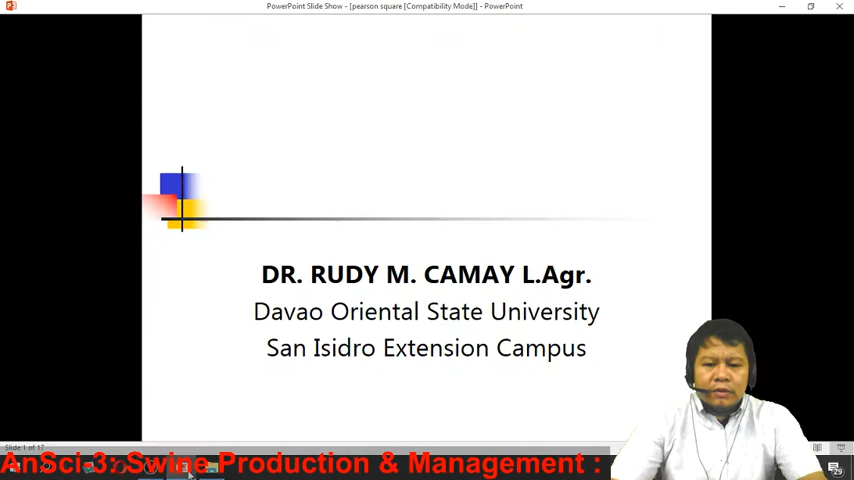 PowerPoint Slide Show - [pearson square [Compatibility Mode]] - PowerPoint
DR. RUDY M. CAMAY L.Agr.
Davao Oriental State University
San Isidro Extension Campus
Slide 1 of 17
AnSci 3: Swine Production & Management :
29